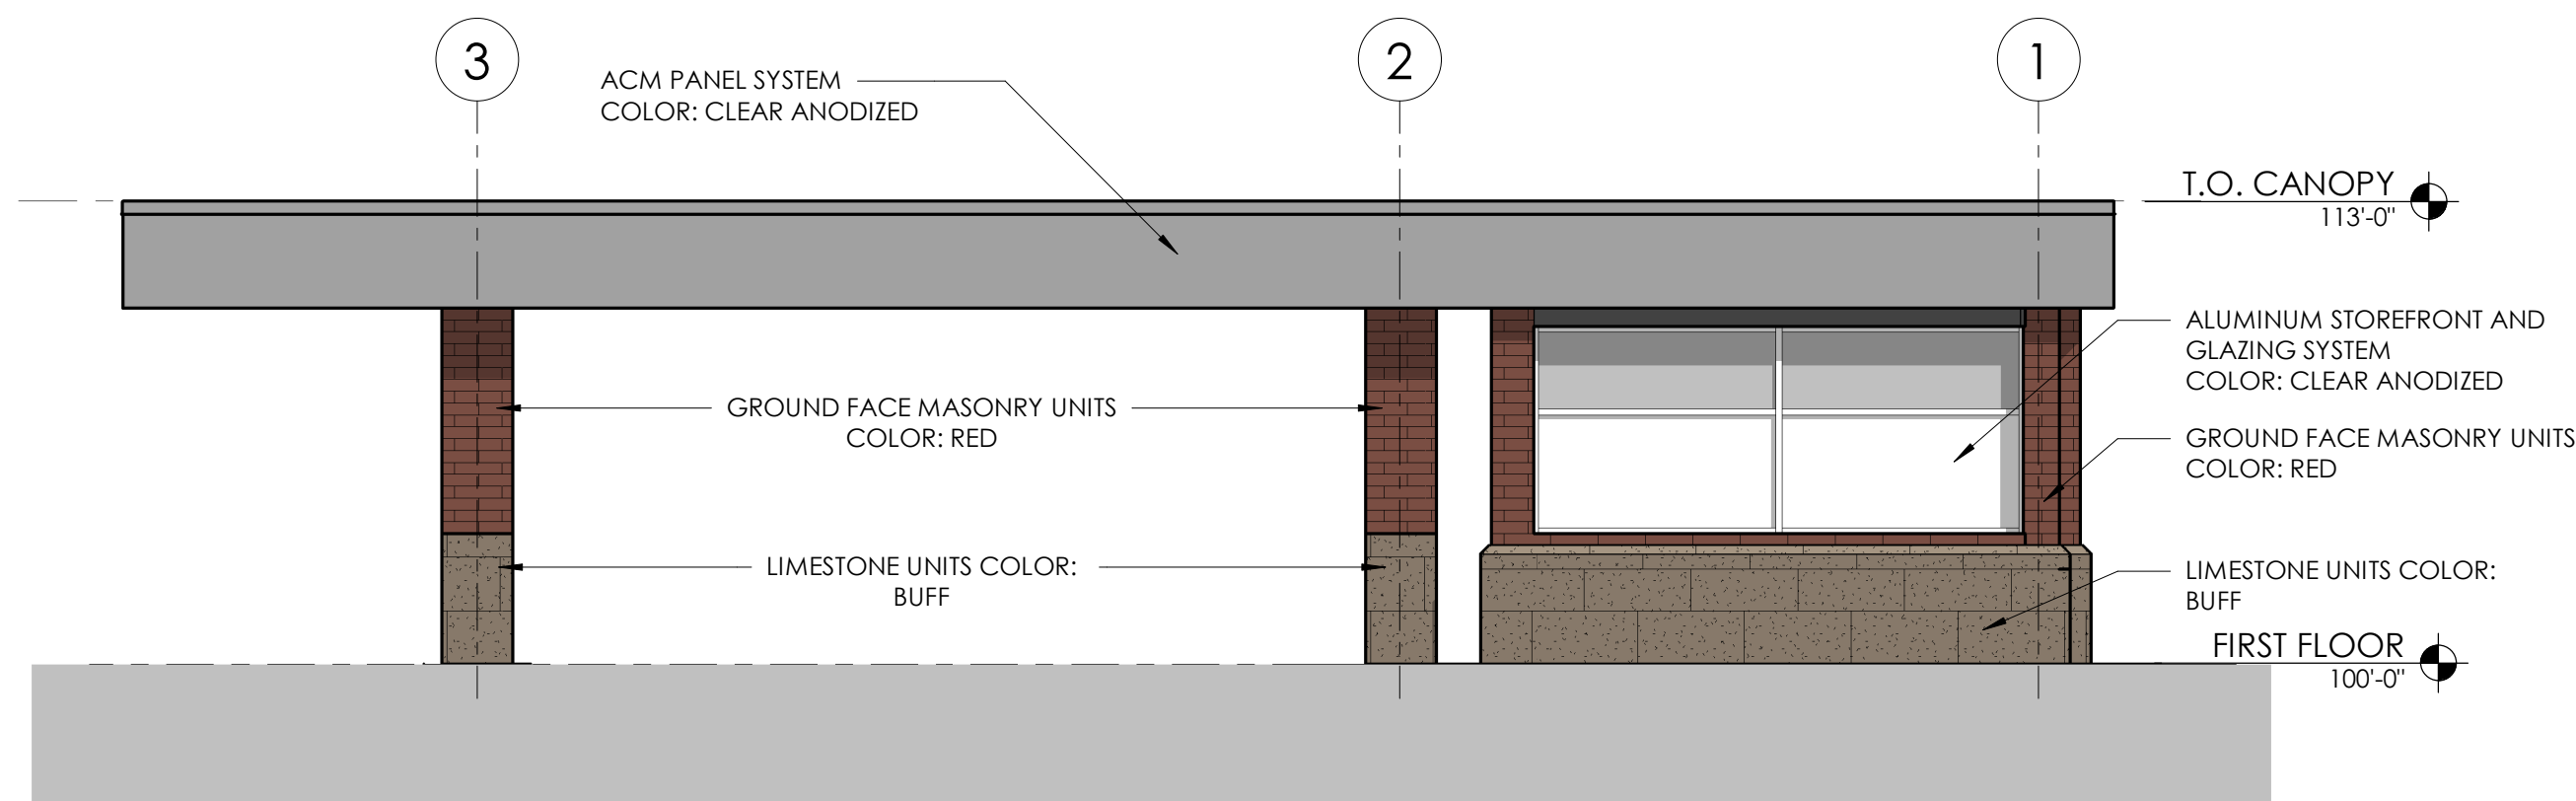 3
2
1
ACM PANEL SYSTEM
COLOR: CLEAR ANODIZED
T.O. CANOPY
113'-0"
ALUMINUM STOREFRONT AND
GLAZING SYSTEM
COLOR: CLEAR ANODIZED
GROUND FACE MASONRY UNITS
COLOR: RED
GROUND FACE MASONRY UNITS
COLOR: RED
LIMESTONE UNITS COLOR:
BUFF
LIMESTONE UNITS COLOR:
BUFF
FIRST FLOOR
100'-0"